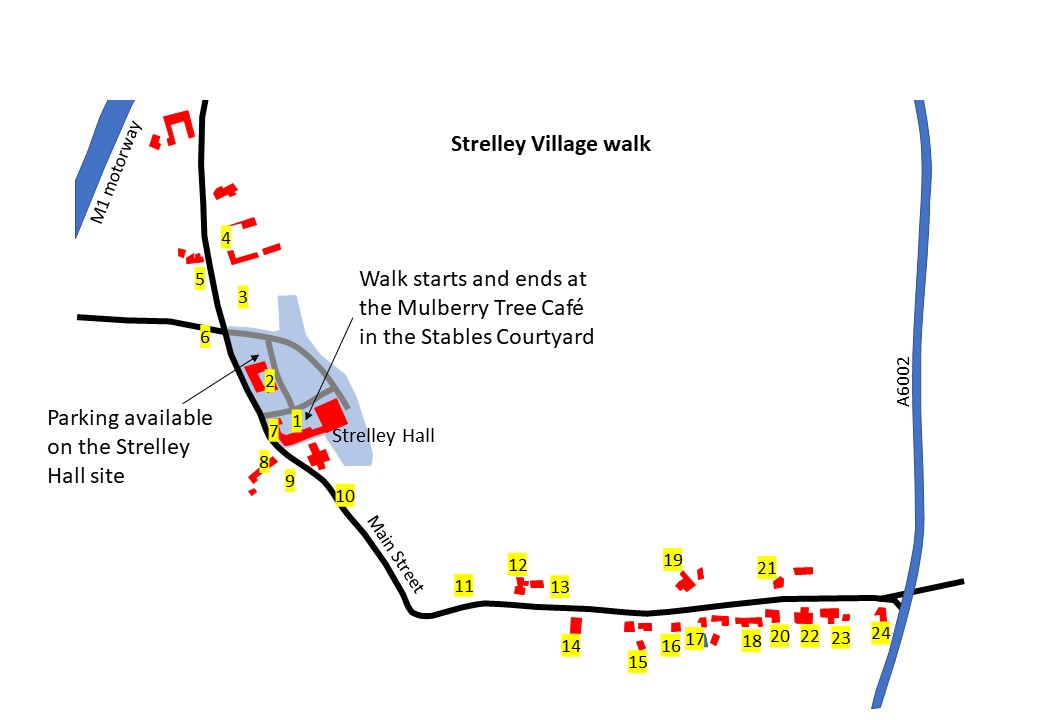 Strelley Village walk
M1 motorway
4
5
3
Walk starts and ends at
the Mulberry Tree Café
in the Stables Courtyard
6
A6002
2
Parking available
on the Strelley
Hall site
1
7
Strelley Hall
8
9
10
Main Street
11
12
13
19
21
14
15
16
17
18
20
22
23
24